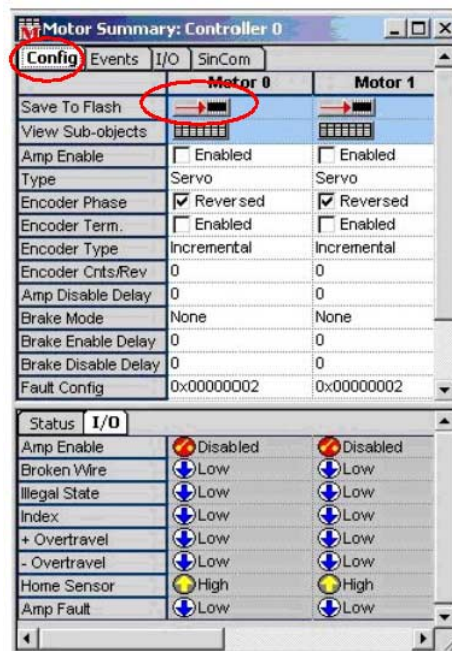 Motor Summary: Controller 0
Config Events I/O SinCom
Motor 0 Motor 1
Save To Flash
View Sub-objects
Amp Enable Enabled Enabled
Type Servo Servo
Encoder Phase Reversed Reversed
Encoder Term. Enabled Enabled
Encoder Type Incremental Incremental
Encoder Cnts/Rev 0 0
Amp Disable Delay 0 0
Brake Mode None None
Brake Enable Delay 0 0
Brake Disable Delay 0 0
Fault Config 0x00000002 0x00000002
Status I/O
Amp Enable Disabled Disabled
Broken Wire Low Low
Illegal State Low Low
Index Low Low
+ Overtravel Low Low
- Overtravel Low Low
Home Sensor High High
Amp Fault Low Low